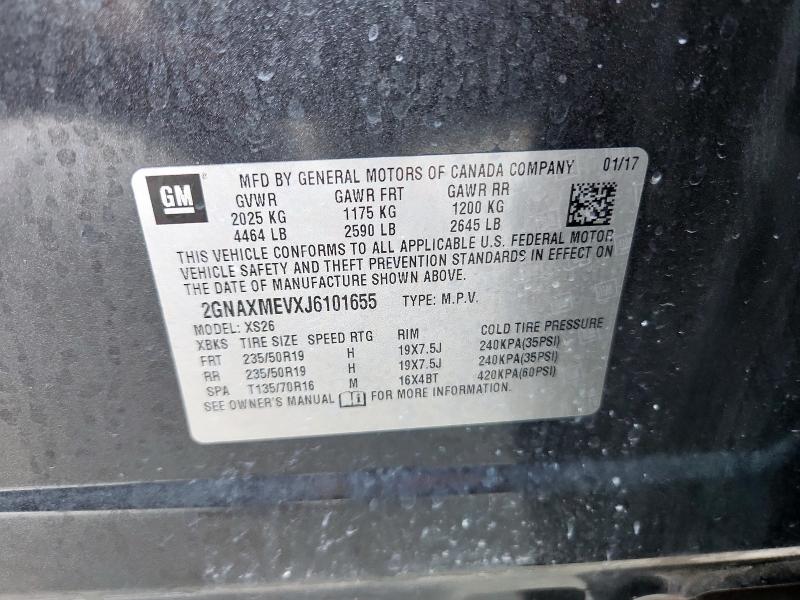 GM
MFD BY GENERAL MOTORS OF CANADA COMPANY 01/17
GVWR GAWR FRT GAWR RR
2025 KG 1175 KG 1200 KG
4464 LB 2590 LB 2645 LB
THIS VEHICLE CONFORMS TO ALL APPLICABLE U.S. FEDERAL MOTOR
VEHICLE SAFETY AND THEFT PREVENTION STANDARDS IN EFFECT ON
THE DATE OF MANUFACTURE SHOWN ABOVE.
2GNAXMEVXJ6101655 TYPE: M.P.V.
MODEL: XS26
XBKS TIRE SIZE SPEED RTG RIM COLD TIRE PRESSURE
FRT 235/50R19 H 19X7.5J 240KPA(35PSI)
RR 235/50R19 H 19X7.5J 240KPA(35PSI)
SPA T135/70R16 M 16X4BT 420KPA(60PSI)
SEE OWNER'S MANUAL FOR MORE INFORMATION.